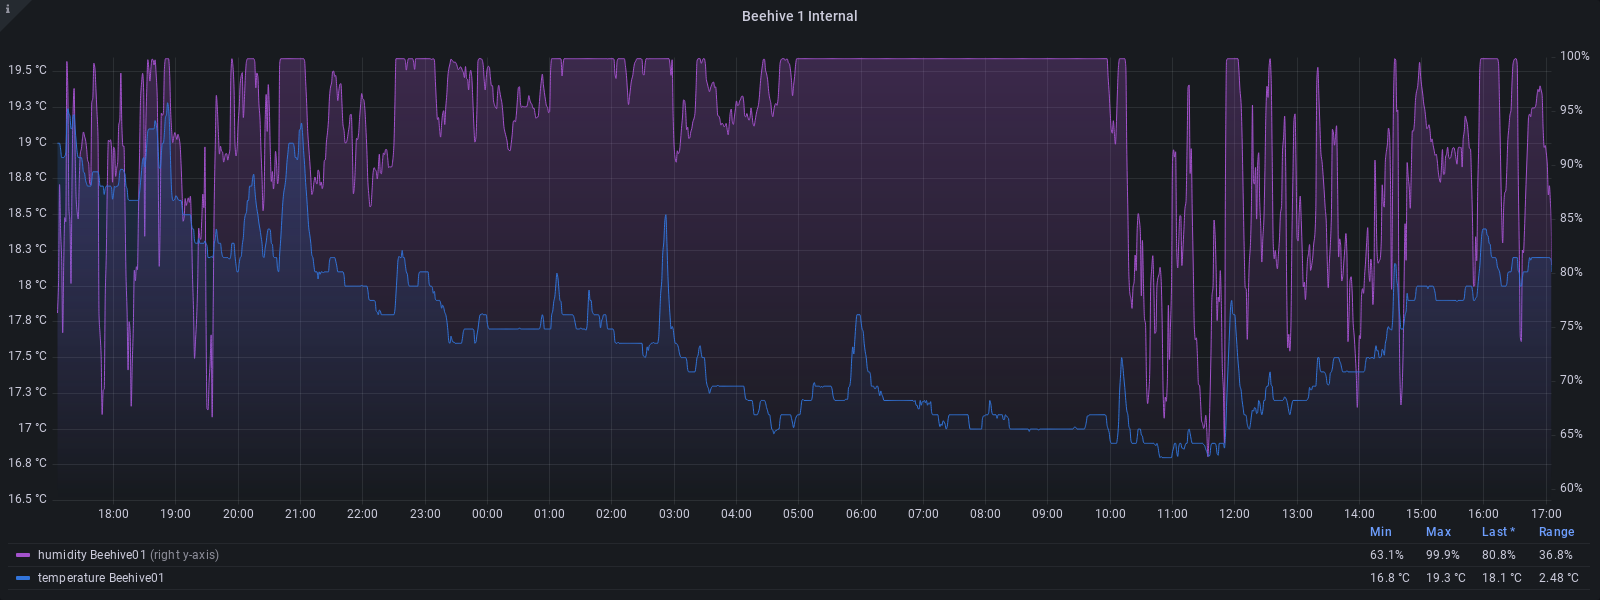 i
Beehive 1 Internal
19.5 °C
19.3 °C
19 °C
18.8 °C
18.5 °C
18.3 °C
18 °C
17.8 °C
17.5 °C
17.3 °C
17 °C
16.8 °C
16.5 °C
100%
95%
90%
85%
80%
75%
70%
65%
60%
18:00 19:00 20:00 21:00 22:00 23:00 00:00 01:00 02:00 03:00 04:00 05:00 06:00 07:00 08:00 09:00 10:00 11:00 12:00 13:00 14:00 15:00 16:00 17:00
Min Max Last * Range
humidity Beehive01 (right y-axis) 63.1% 99.9% 80.8% 36.8%
temperature Beehive01 16.8 °C 19.3 °C 18.1 °C 2.48 °C